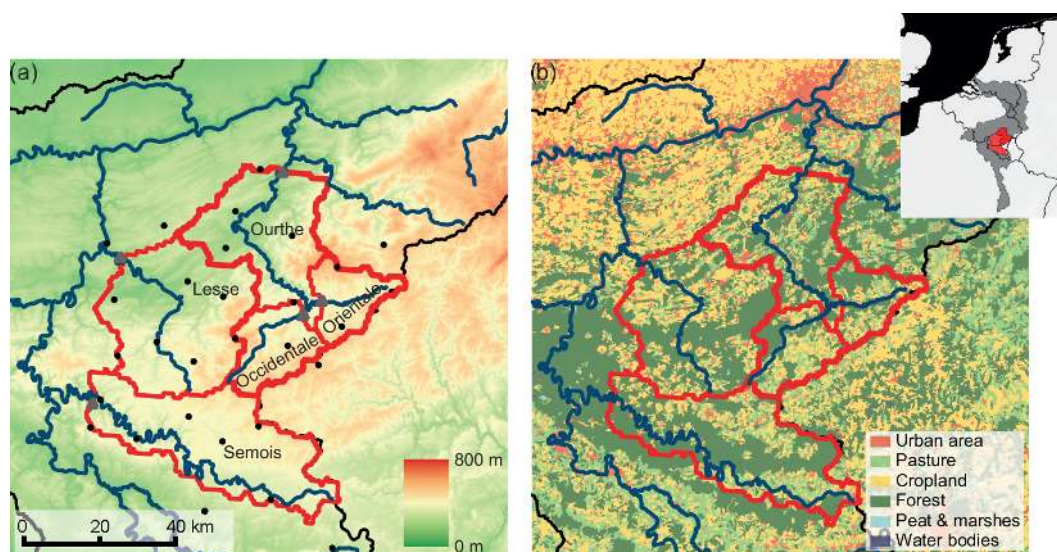 (a)
Ourthe
Lesse
Orientale
Occidentale
Semois
800 m
0 m
0 20 40 km
(b)
Urban area
Pasture
Cropland
Forest
Peat & marshes
Water bodies